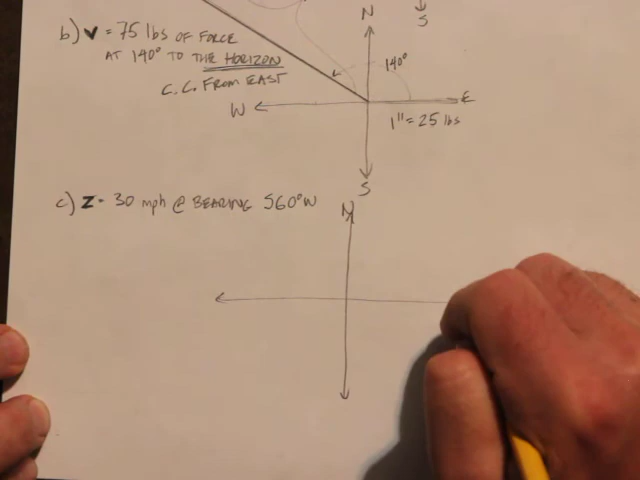 N
S
b) V = 75 lbs OF FORCE
AT 140° TO THE HORIZON
C.C. FROM EAST
140°
W
E
1" = 25 lbs
S
c) Z = 30 mph @ BEARING S60°W
N